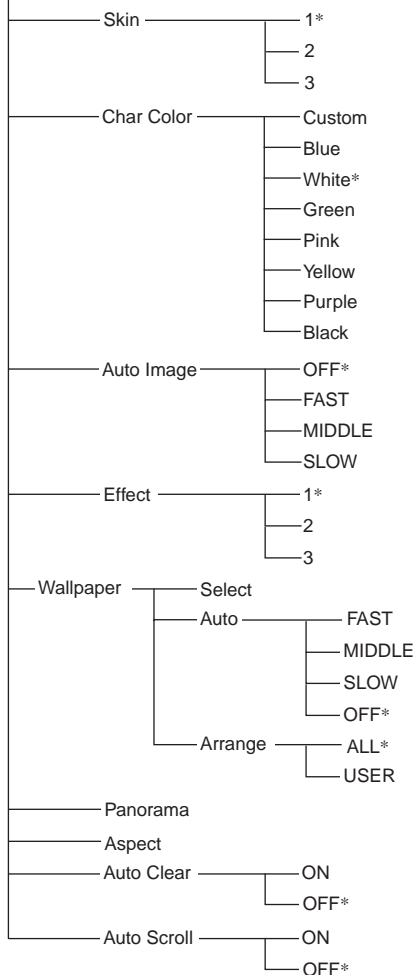 Skin 1*
2
3
Char Color Custom
Blue
White*
Green
Pink
Yellow
Purple
Black
Auto Image OFF*
FAST
MIDDLE
SLOW
Effect 1*
2
3
Wallpaper Select
Auto FAST
MIDDLE
SLOW
OFF*
Arrange ALL*
USER
Panorama
Aspect
Auto Clear ON
OFF*
Auto Scroll ON
OFF*